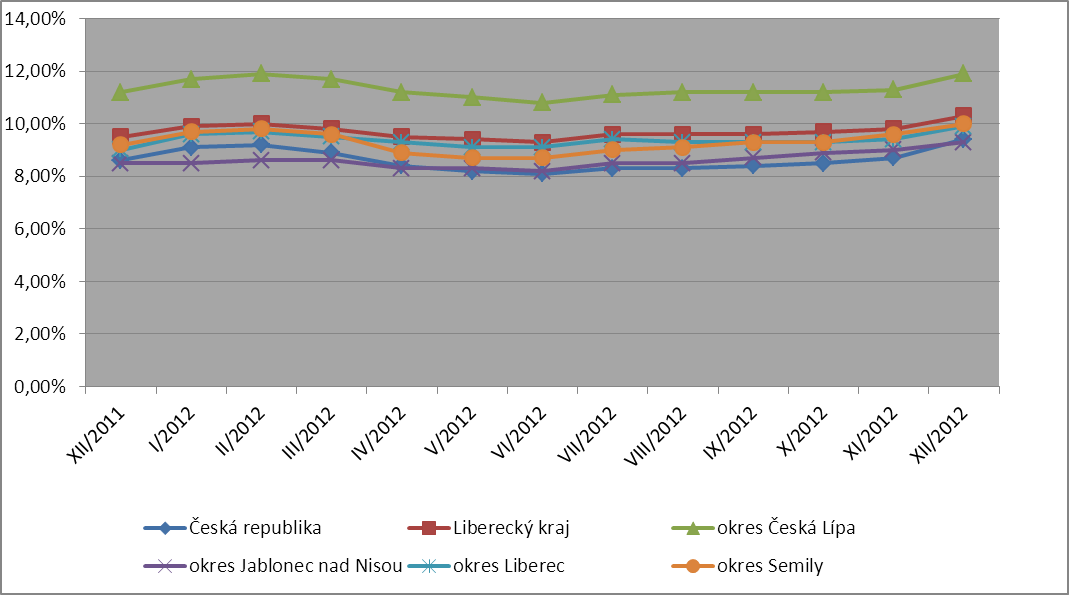 14,00%
12,00%
10,00%
8,00%
6,00%
4,00%
2,00%
0,00%
XII/2011
I/2012
II/2012
III/2012
IV/2012
V/2012
VI/2012
VII/2012
VIII/2012
IX/2012
X/2012
XI/2012
XII/2012
Česká republika
Liberecký kraj
okres Česká Lípa
okres Jablonec nad Nisou
okres Liberec
okres Semily